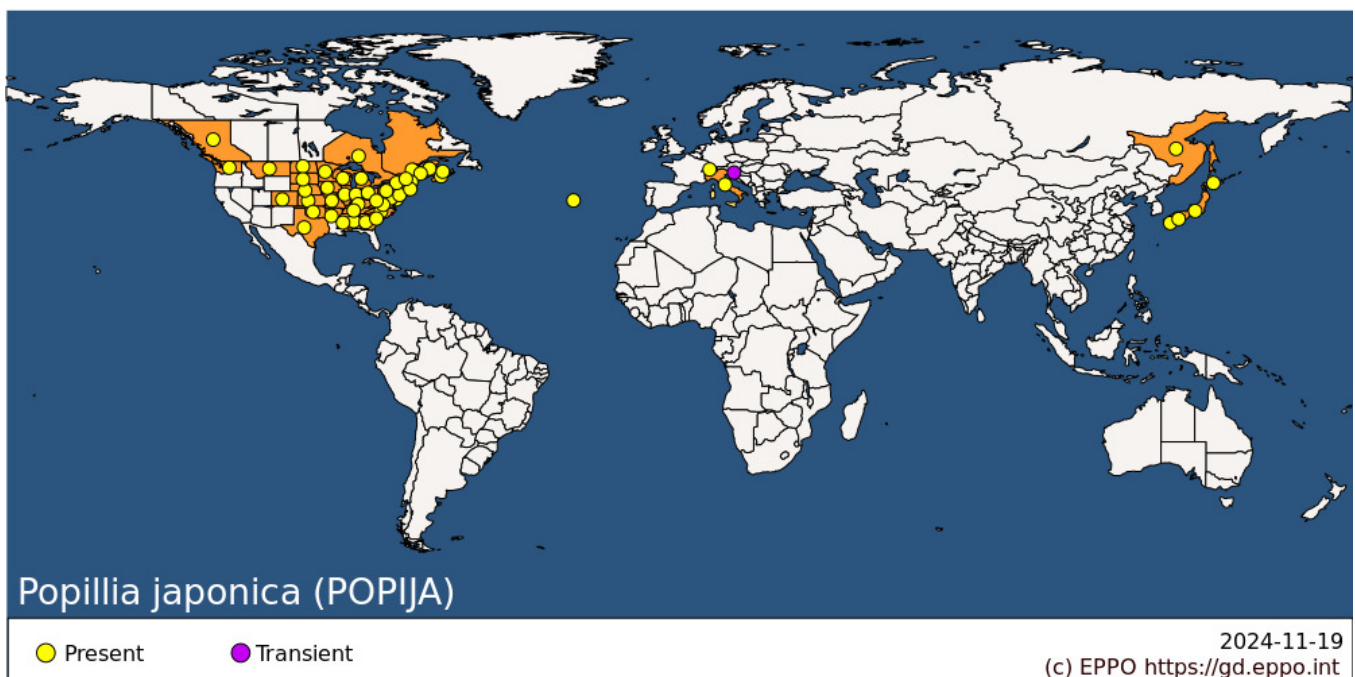 Popillia japonica (POPIJA)
Present
Transient
2024-11-19
(c) EPPO https://gd.eppo.int